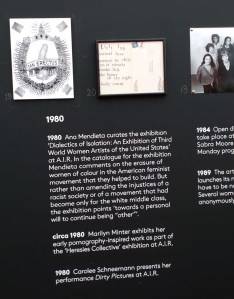 19
20
1980
1980 Ana Mendieta curates the exhibition
'Dialectics of Isolation: An Exhibition of Third
World Women Artists of the United States'
at A.I.R. In the catalogue for the exhibition
Mendieta comments on the erasure of
women of colour in the American feminist
movement that they helped to build. But
rather than amending the injustices of a
racist society or of a movement that had
become only for the white middle class,
the exhibition points 'towards a personal
will to continue being "other"'.
circa 1980 Marilyn Minter exhibits her
early pornography-inspired work as part of
the 'Heresies Collective' exhibition at A.I.R.
1980 Carolee Schneemann presents her
performance Dirty Pictures at A.I.R.
1984 Open di
take place at
Sabra Moore
Monday prog
1989 The arti
launches its n
have to be n
Several wom
anonymously